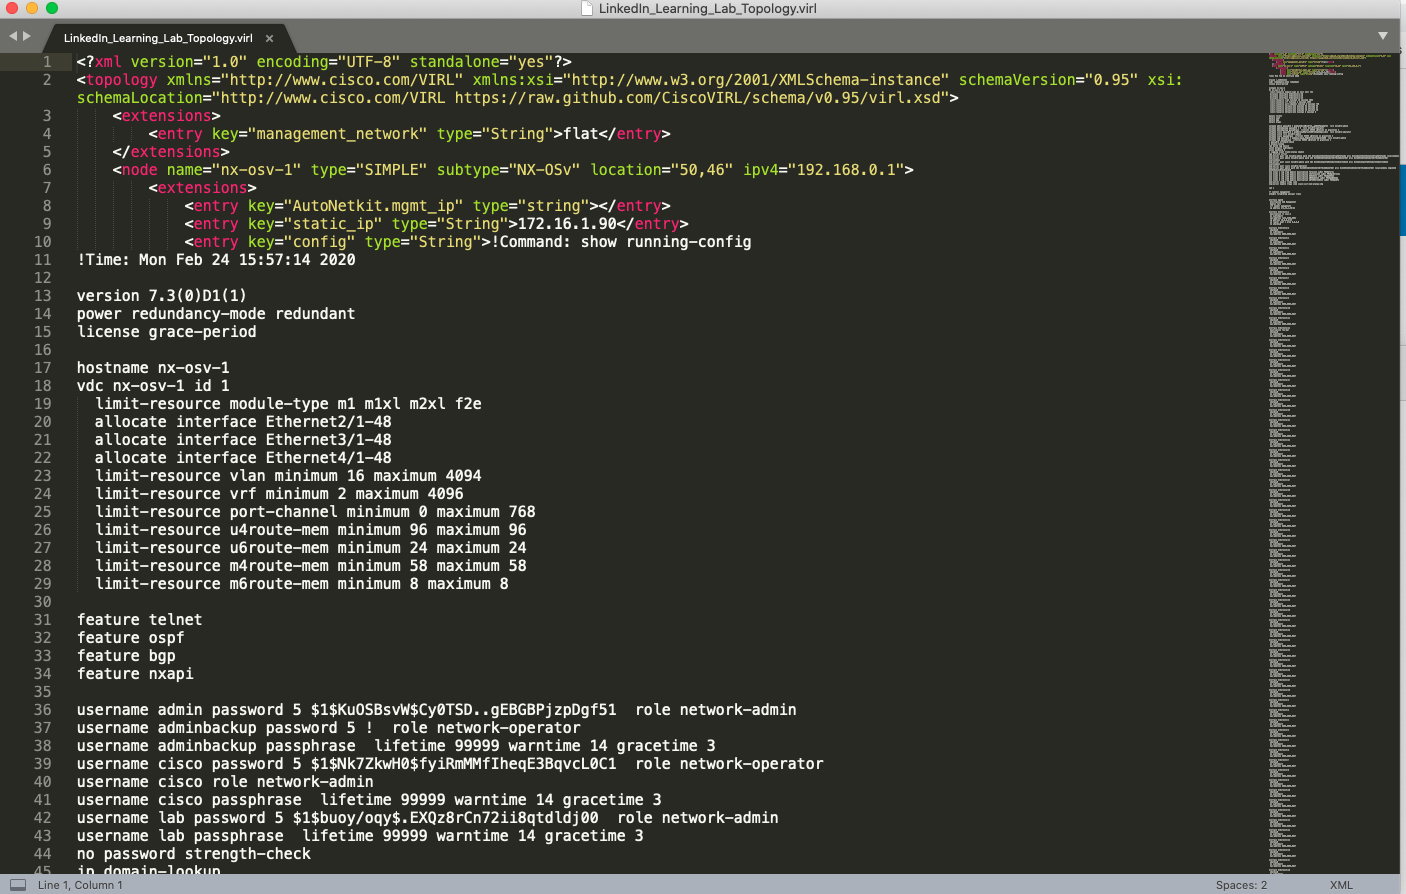 LinkedIn_Learning_Lab_Topology.virl
LinkedIn_Learning_Lab_Topology.virl ×
1 <?xml version="1.0" encoding="UTF-8" standalone="yes"?>
2 <topology xmlns="http://www.cisco.com/VIRL" xmlns:xsi="http://www.w3.org/2001/XMLSchema-instance" schemaVersion="0.95" xsi:
schemaLocation="http://www.cisco.com/VIRL https://raw.github.com/CiscoVIRL/schema/v0.95/virl.xsd">
3 <extensions>
4 <entry key="management_network" type="String">flat</entry>
5 </extensions>
6 <node name="nx-osv-1" type="SIMPLE" subtype="NX-OSv" location="50,46" ipv4="192.168.0.1">
7 <extensions>
8 <entry key="AutoNetkit.mgmt_ip" type="string"></entry>
9 <entry key="static_ip" type="String">172.16.1.90</entry>
10 <entry key="config" type="String">!Command: show running-config
11 !Time: Mon Feb 24 15:57:14 2020
12
13 version 7.3(0)D1(1)
14 power redundancy-mode redundant
15 license grace-period
16
17 hostname nx-osv-1
18 vdc nx-osv-1 id 1
19 limit-resource module-type m1 m1xl m2xl f2e
20 allocate interface Ethernet2/1-48
21 allocate interface Ethernet3/1-48
22 allocate interface Ethernet4/1-48
23 limit-resource vlan minimum 16 maximum 4094
24 limit-resource vrf minimum 2 maximum 4096
25 limit-resource port-channel minimum 0 maximum 768
26 limit-resource u4route-mem minimum 96 maximum 96
27 limit-resource u6route-mem minimum 24 maximum 24
28 limit-resource m4route-mem minimum 58 maximum 58
29 limit-resource m6route-mem minimum 8 maximum 8
30
31 feature telnet
32 feature ospf
33 feature bgp
34 feature nxapi
35
36 username admin password 5 $1$KuOSBsvW$Cy0TSD..gEBGBPjzpDgf51  role network-admin
37 username adminbackup password 5 !  role network-operator
38 username adminbackup passphrase  lifetime 99999 warntime 14 gracetime 3
39 username cisco password 5 $1$Nk7ZkwH0$fyiRmMMfIheqE3BqvcL0C1  role network-operator
40 username cisco role network-admin
41 username cisco passphrase  lifetime 99999 warntime 14 gracetime 3
42 username lab password 5 $1$buoy/oqy$.EXQz8rCn72ii8qtdldj00  role network-admin
43 username lab passphrase  lifetime 99999 warntime 14 gracetime 3
44 no password strength-check
45 ip domain-lookup
Line 1, Column 1
Spaces: 2
XML